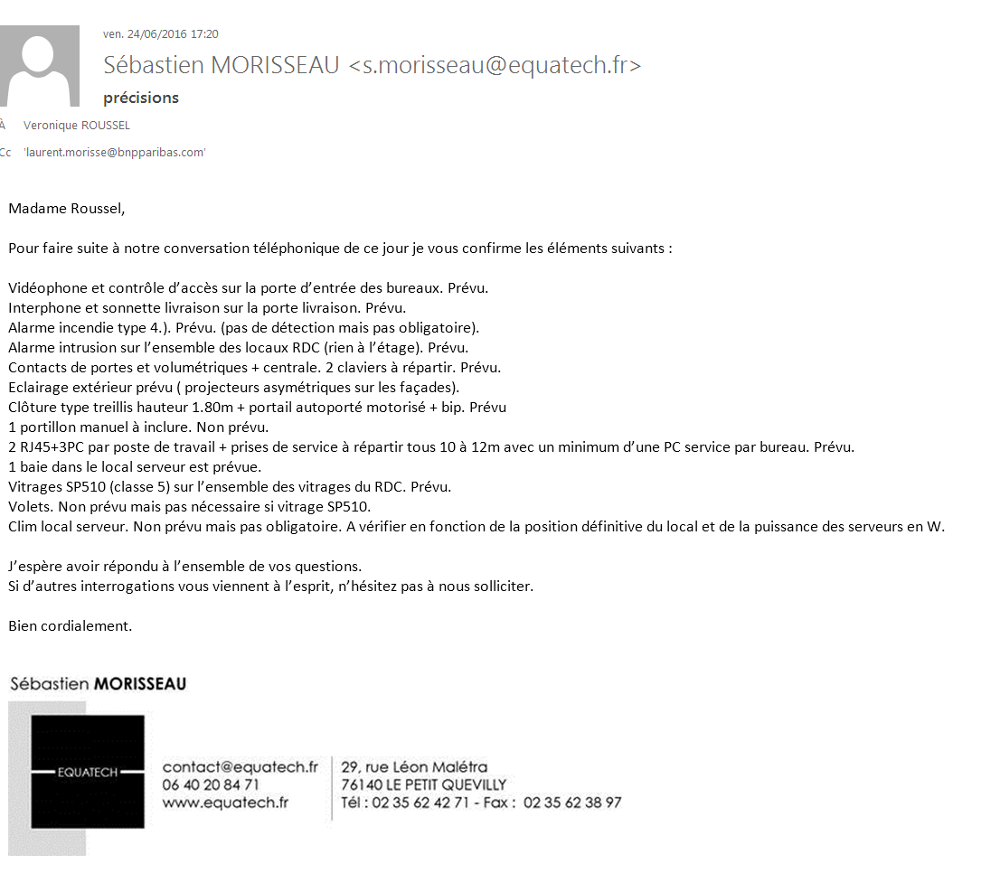 ven. 24/06/2016 17:20
Sébastien MORISSEAU <s.morisseau@equatech.fr>
précisions
À Veronique ROUSSEL
Cc 'laurent.morisse@bnpparibas.com'
Madame Roussel,
Pour faire suite à notre conversation téléphonique de ce jour je vous confirme les éléments suivants :
Vidéophone et contrôle d’accès sur la porte d’entrée des bureaux. Prévu.
Interphone et sonnette livraison sur la porte livraison. Prévu.
Alarme incendie type 4.). Prévu. (pas de détection mais pas obligatoire).
Alarme intrusion sur l’ensemble des locaux RDC (rien à l’étage). Prévu.
Contacts de portes et volumétriques + centrale. 2 claviers à répartir. Prévu.
Eclairage extérieur prévu ( projecteurs asymétriques sur les façades).
Clôture type treillis hauteur 1.80m + portail autoporté motorisé + bip. Prévu
1 portillon manuel à inclure. Non prévu.
2 RJ45+3PC par poste de travail + prises de service à répartir tous 10 à 12m avec un minimum d’une PC service par bureau. Prévu.
1 baie dans le local serveur est prévue.
Vitrages SP510 (classe 5) sur l’ensemble des vitrages du RDC. Prévu.
Volets. Non prévu mais pas nécessaire si vitrage SP510.
Clim local serveur. Non prévu mais pas obligatoire. A vérifier en fonction de la position définitive du local et de la puissance des serveurs en W.
J’espère avoir répondu à l’ensemble de vos questions.
Si d’autres interrogations vous viennent à l’esprit, n’hésitez pas à nous solliciter.
Bien cordialement.
Sébastien MORISSEAU
EQUATECH
contact@equatech.fr
06 40 20 84 71
www.equatech.fr
29, rue Léon Malétra
76140 LE PETIT QUEVILLY
Tél : 02 35 62 42 71 - Fax : 02 35 62 38 97